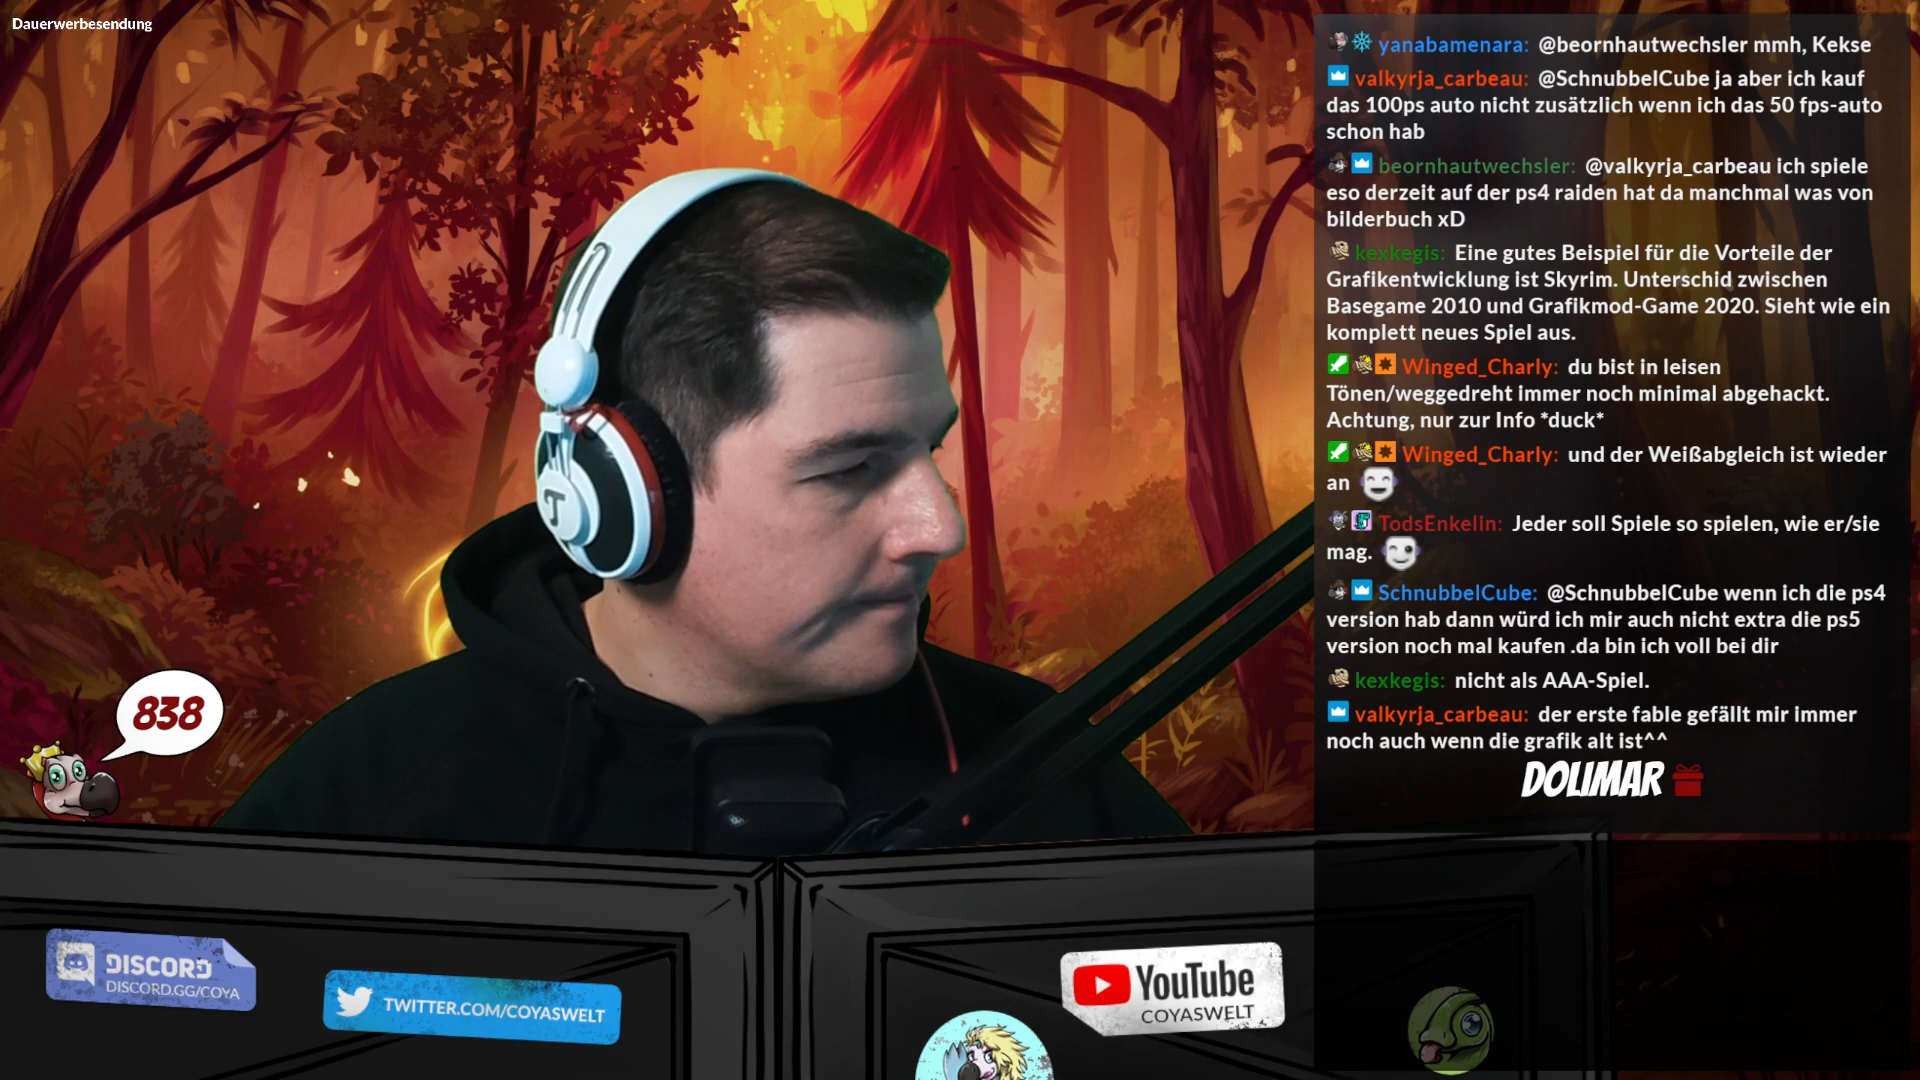 Dauerwerbesendung
yanabamenara: @beornhautwechsler mmh, Kekse
valkyrja_carbeau: @SchnubbelCube ja aber ich kauf
das 100ps auto nicht zusätzlich wenn ich das 50 fps-auto
schon hab
beornhautwechsler: @valkyrja_carbeau ich spiele
eso derzeit auf der ps4 raiden hat da manchmal was von
bilderbuch xD
kexkegis: Eine gutes Beispiel für die Vorteile der
Grafikentwicklung ist Skyrim. Unterschid zwischen
Basegame 2010 und Grafikmod-Game 2020. Sieht wie ein
komplett neues Spiel aus.
Winged_Charly: du bist in leisen
Tönen/weggedreht immer noch minimal abgehackt.
Achtung, nur zur Info *duck*
Winged_Charly: und der Weißabgleich ist wieder
an
TodsEnkelin: Jeder soll Spiele so spielen, wie er/sie
mag.
SchnubbelCube: @SchnubbelCube wenn ich die ps4
version hab dann würd ich mir auch nicht extra die ps5
version noch mal kaufen .da bin ich voll bei dir
kexkegis: nicht als AAA-Spiel.
valkyrja_carbeau: der erste fable gefällt mir immer
noch auch wenn die grafik alt ist^^
DOLIMAR
838
DISCORD
DISCORD.GG/COYA
TWITTER.COM/COYASWELT
YouTube
COYASWELT